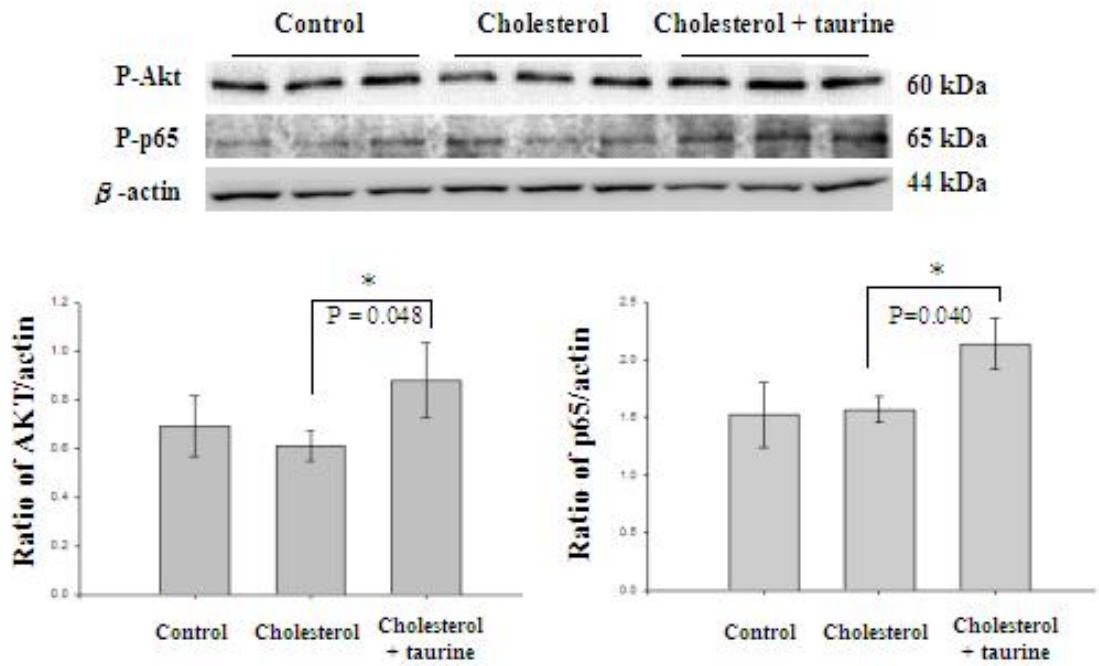 Control Cholesterol Cholesterol + taurine
P-Akt 60 kDa
P-p65 65 kDa
β-actin 44 kDa
*
P = 0.048
Ratio of AKT/actin
1.2
1.0
0.8
0.6
0.4
0.2
0.0
Control Cholesterol Cholesterol
+ taurine
*
P=0.040
Ratio of p65/actin
2.5
2.0
1.5
1.0
0.5
0.0
Control Cholesterol Cholesterol
+ taurine